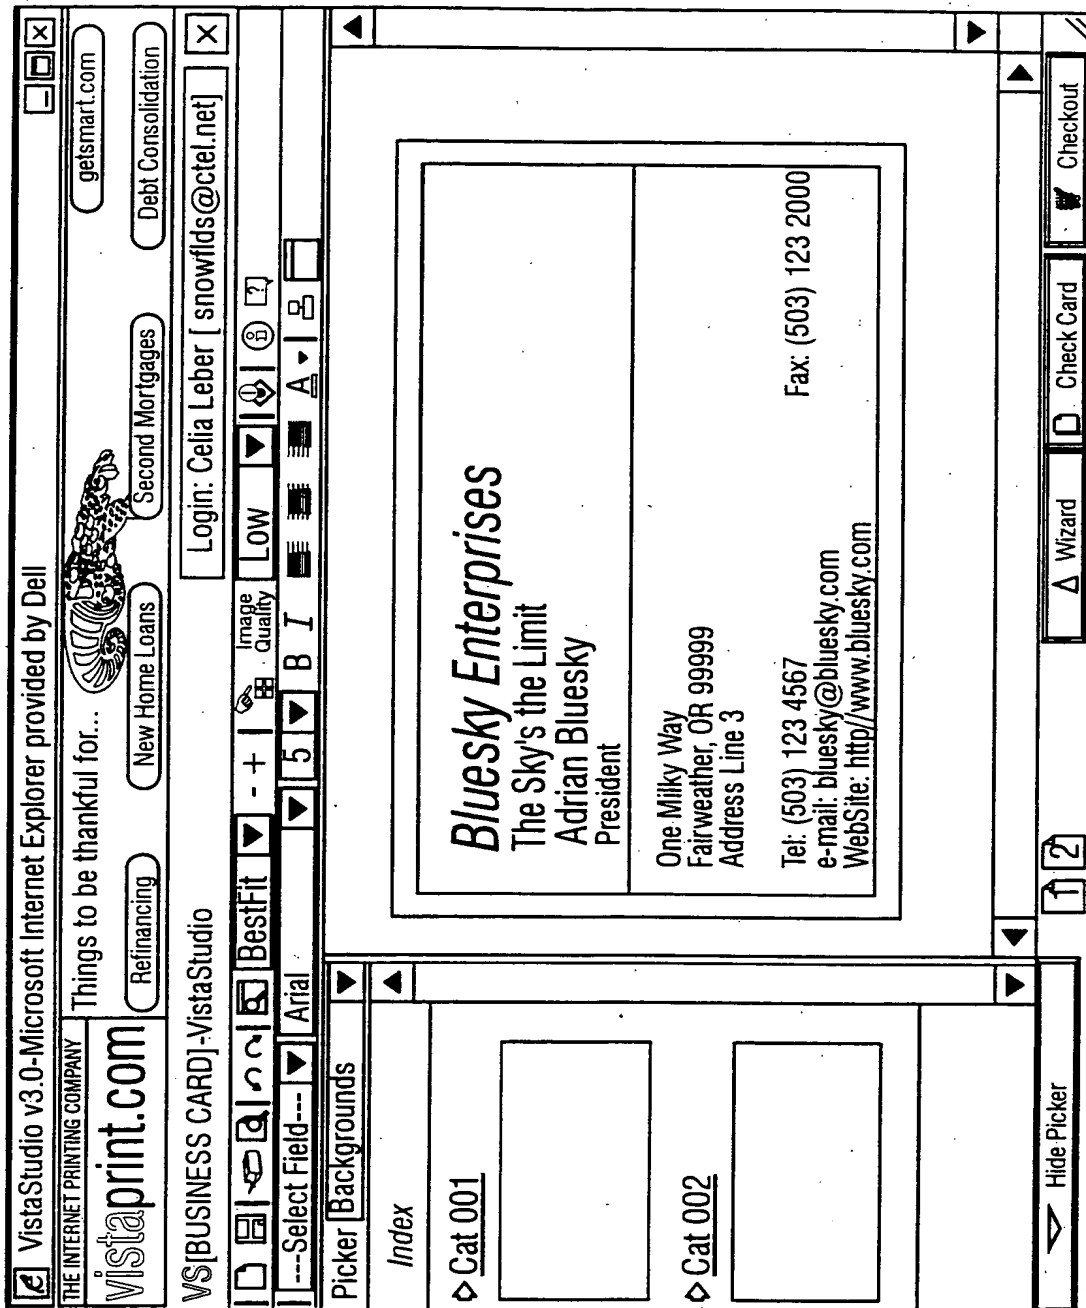 VistaStudio v3.0-Microsoft Internet Explorer provided by Dell
THE INTERNET PRINTING COMPANY
vistaprint.com
Things to be thankful for...
getsmart.com
Refinancing
New Home Loans
Second Mortgages
Debt Consolidation
VS[BUSINESS CARD]-VistaStudio
Login: Celia Leber [ snowflds@ctel.net]
BestFit
- +
Image
Quality
Low
?
---Select Field---
Arial
5
B I
A
Picker
Backgrounds
Index
Cat 001
Cat 002
Bluesky Enterprises
The Sky's the Limit
Adrian Bluesky
President
One Milky Way
Fairweather, OR 99999
Address Line 3
Tel: (503) 123 4567
Fax: (503) 123 2000
e-mail: bluesky@bluesky.com
WebSite: http//www.bluesky.com
Hide Picker
1 2
Wizard
Check Card
Checkout